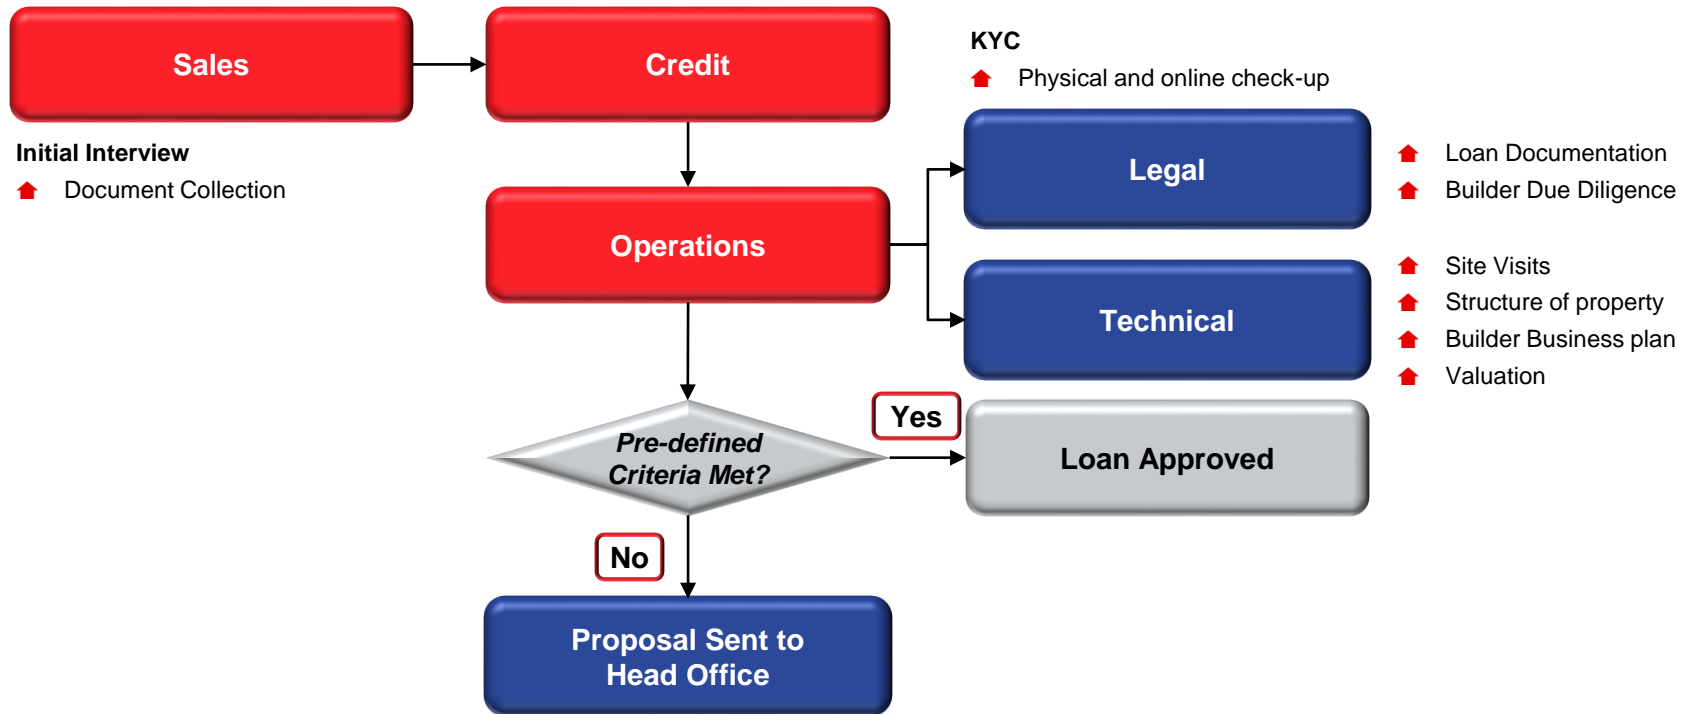 Sales
Credit
KYC
Physical and online check-up
Initial Interview
Document Collection
Legal
Loan Documentation
Builder Due Diligence
Operations
Technical
Site Visits
Structure of property
Builder Business plan
Valuation
Pre-defined
Criteria Met?
Yes
Loan Approved
No
Proposal Sent to
Head Office